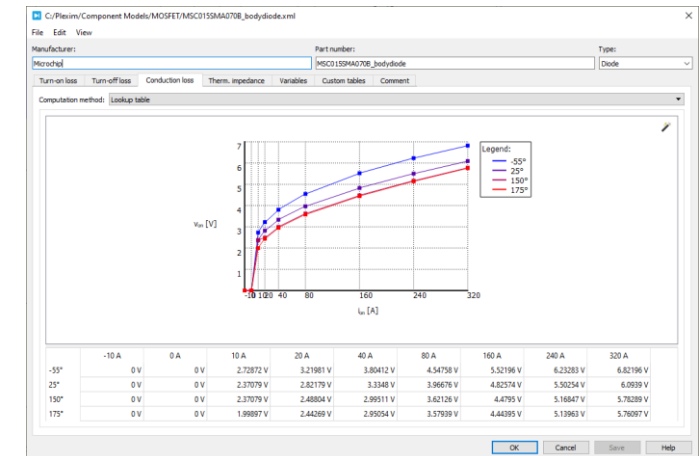 C:/Plexim/Component Models/MOSFET/MSC015SMA070B_bodydiode.xml
File Edit View
Manufacturer: Part number: Type:
Microchip MSC015SMA070B_bodydiode Diode
Turn-on loss Turn-off loss Conduction loss Therm. impedance Variables Custom tables Comment
Computation method: Lookup table
7
6
5
4
3
2
1
von [V]
Legend:
-55°
25°
150°
175°
-10 0 10 20 40 80 160 240 320
ion [A]
-10 A 0 A 10 A 20 A 40 A 80 A 160 A 240 A 320 A
-55° 0 V 0 V 2.72872 V 3.21981 V 3.80412 V 4.54758 V 5.52196 V 6.23283 V 6.82196 V
25° 0 V 0 V 2.37079 V 2.82179 V 3.3348 V 3.96676 V 4.82574 V 5.50254 V 6.0939 V
150° 0 V 0 V 2.37079 V 2.48804 V 2.99511 V 3.62126 V 4.4795 V 5.16847 V 5.78289 V
175° 0 V 0 V 1.99897 V 2.44269 V 2.95054 V 3.57939 V 4.44395 V 5.13963 V 5.76097 V
OK Cancel Save Help